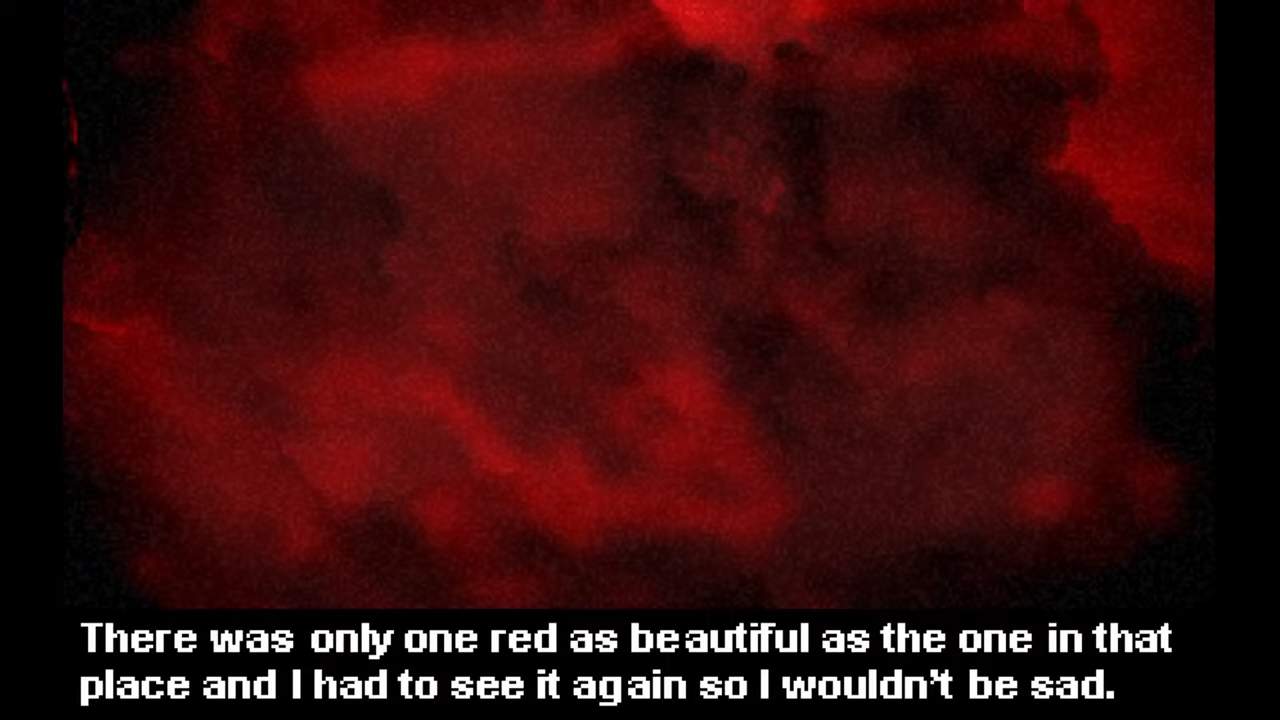 There was only one red as beautiful as the one in that
place and I had to see it again so I wouldn't be sad.